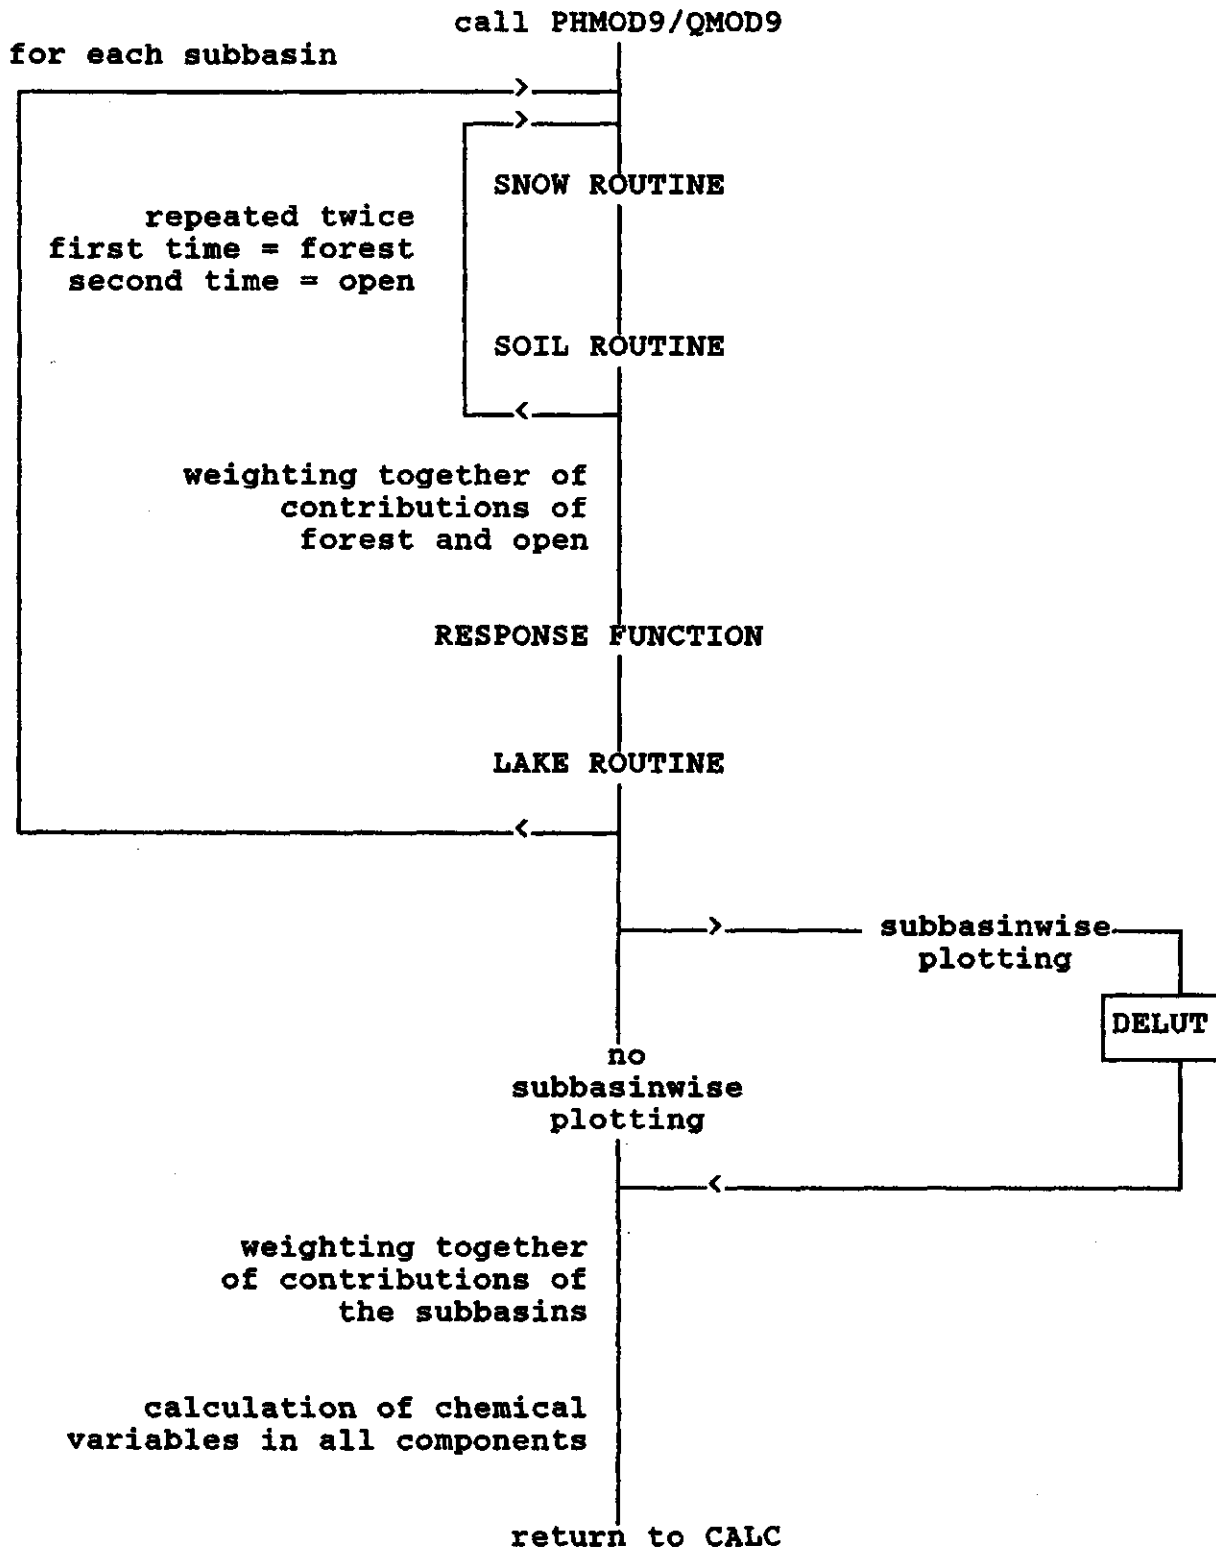 call PHMOD9/QMOD9
for each subbasin
>
>
SNOW ROUTINE
repeated twice
first time = forest
second time = open
SOIL ROUTINE
<
weighting together of
contributions of
forest and open
RESPONSE FUNCTION
LAKE ROUTINE
<
> subbasinwise
plotting
DELUT
no
subbasinwise
plotting
<
weighting together
of contributions of
the subbasins
calculation of chemical
variables in all components
return to CALC